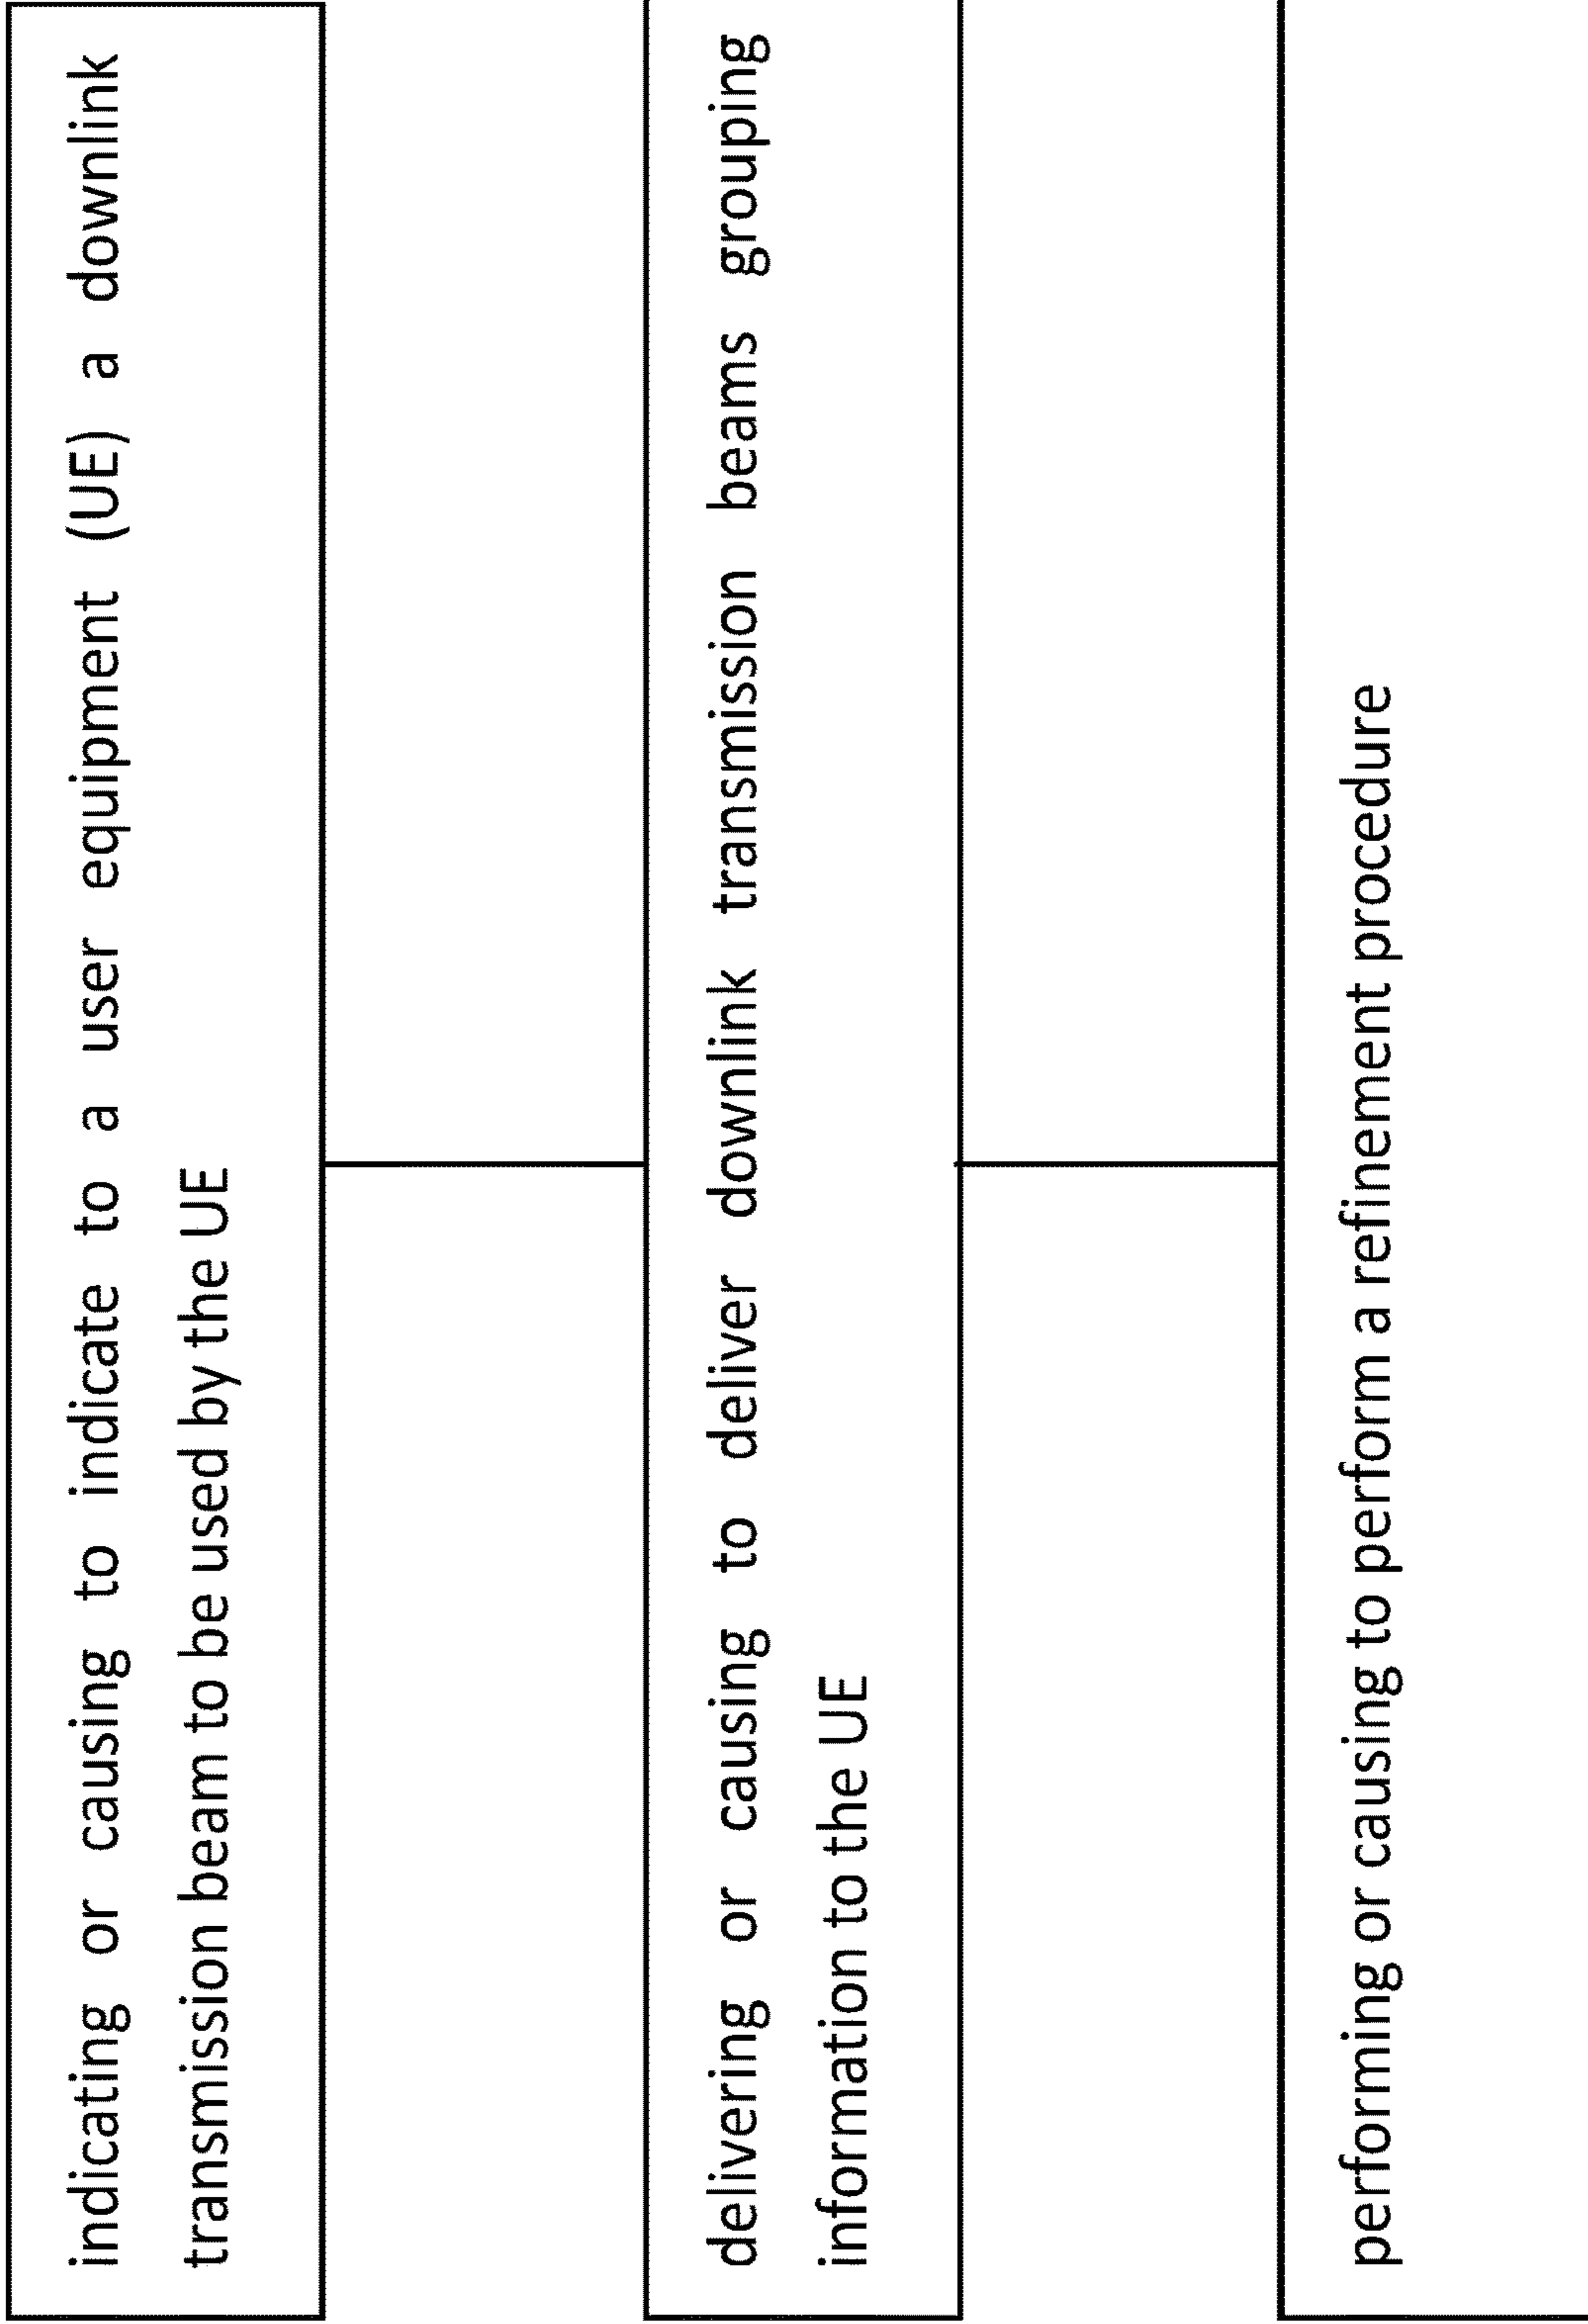 indicating or causing to indicate to a user equipment (UE) a downlink
transmission beam to be used by the UE
delivering or causing to deliver downlink transmission beams grouping
information to the UE
performing or causing to perform a refinement procedure